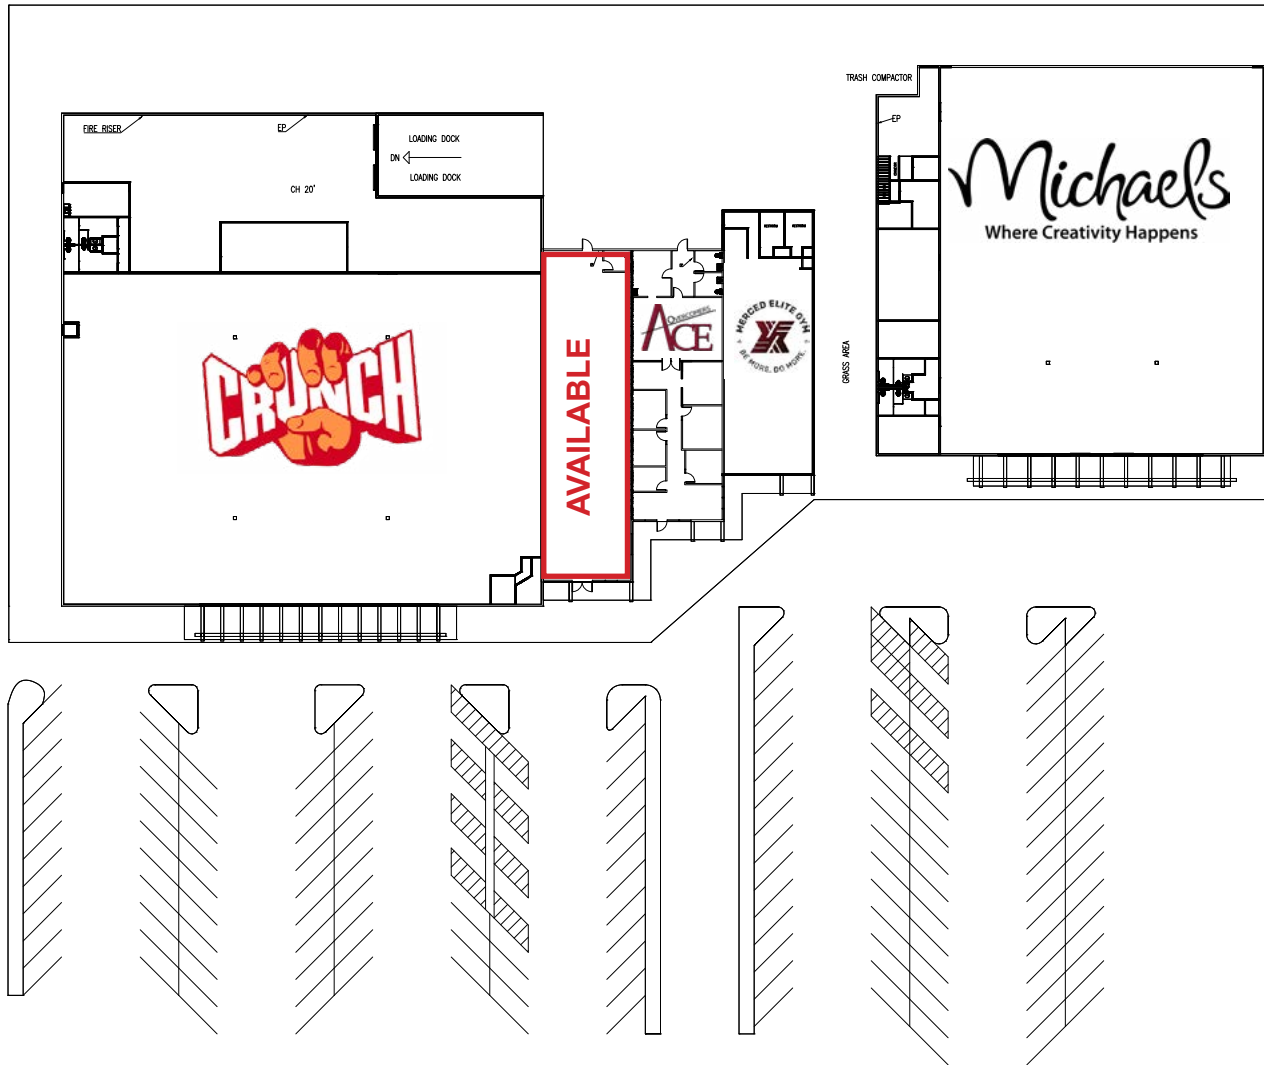 TRASH COMPACTOR
FIRE RISER
EP
LOADING DOCK
DN
LOADING DOCK
CH 20'
EP
Michaels
Where Creativity Happens
OVERCOMERS
ACE
MERCED ELITE GYM
BE MORE. DO MORE.
GRASS AREA
CRUNCH
AVAILABLE